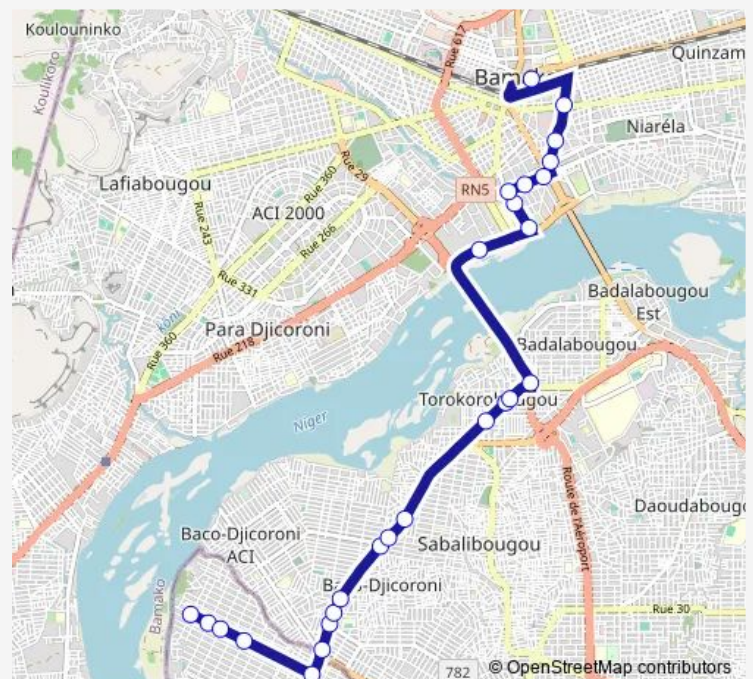 Koulouninko
Koulikoro
Rue 617
Bamako
Quinzam
Niaréla
Lafiabougou
Rue 29
Rue 360
RN5
ACI 2000
Rue 243
Rue 266
Rue 331
Rue 360
Para Djicoroni
Rue 218
Badalabougou
Est
Badalabougou
Torokorobougou
Niger
Route de l'Aéroport
Daoudaboug
Baco-Djicoroni
ACI
Sabalibougou
Bamako
Baco-Djicoroni
Rue 30
782
© OpenStreetMap contributors